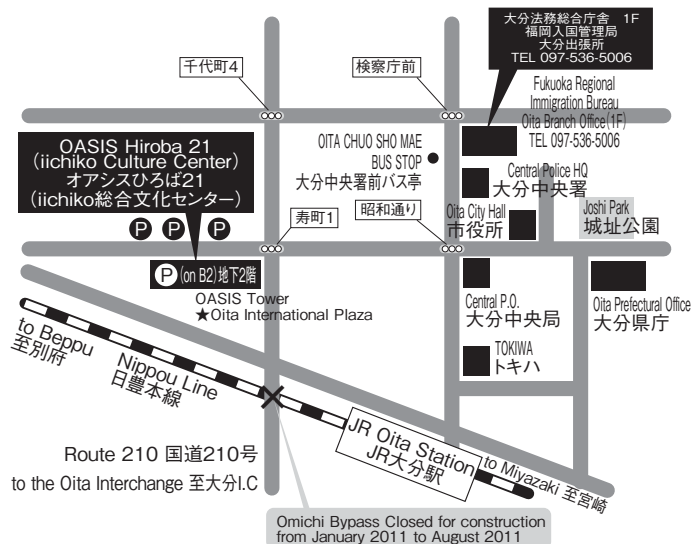 大分法務総合庁舎 1F
福岡入国管理局
大分出張所
TEL 097-536-5006
千代町4
検察庁前
Fukuoka Regional
Immigration Bureau
Oita Branch Office(1F)
TEL 097-536-5006
OASIS Hiroba 21
(iichiko Culture Center)
オアシスひろば21
(iichiko総合文化センター)
OITA CHUO SHO MAE
BUS STOP
大分中央署前バス亭
Central Police HQ
大分中央署
Oita City Hall
市役所
Joshi Park
城址公園
P P P
寿町1
昭和通り
P (on B2)地下2階
OASIS Tower
★Oita International Plaza
Central P.O.
大分中央局
Oita Prefectural Office
大分県庁
TOKIWA
トキハ
to Beppu
至別府
Nippou Line
日豊本線
JR Oita Station
JR大分駅
to Miyazaki 至宮崎
Route 210 国道210号
to the Oita Interchange 至大分I.C
Omichi Bypass Closed for construction
from January 2011 to August 2011